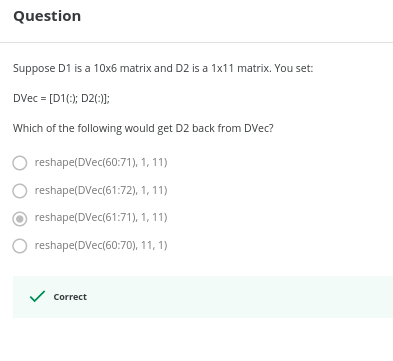 Question:
Suppose D1 is a 10x6 matrix and D2 is a 1x11 matrix. You set:
DVec = [D1(:); D2(:)];
Which of the following would get D2 back from DVec?
reshape(DVec(60:71), 1, 11)
reshape(DVec(61:72), 1, 11)
reshape(DVec(61:71), 1, 11)
reshape(DVec(60:70), 11, 1)
Correct